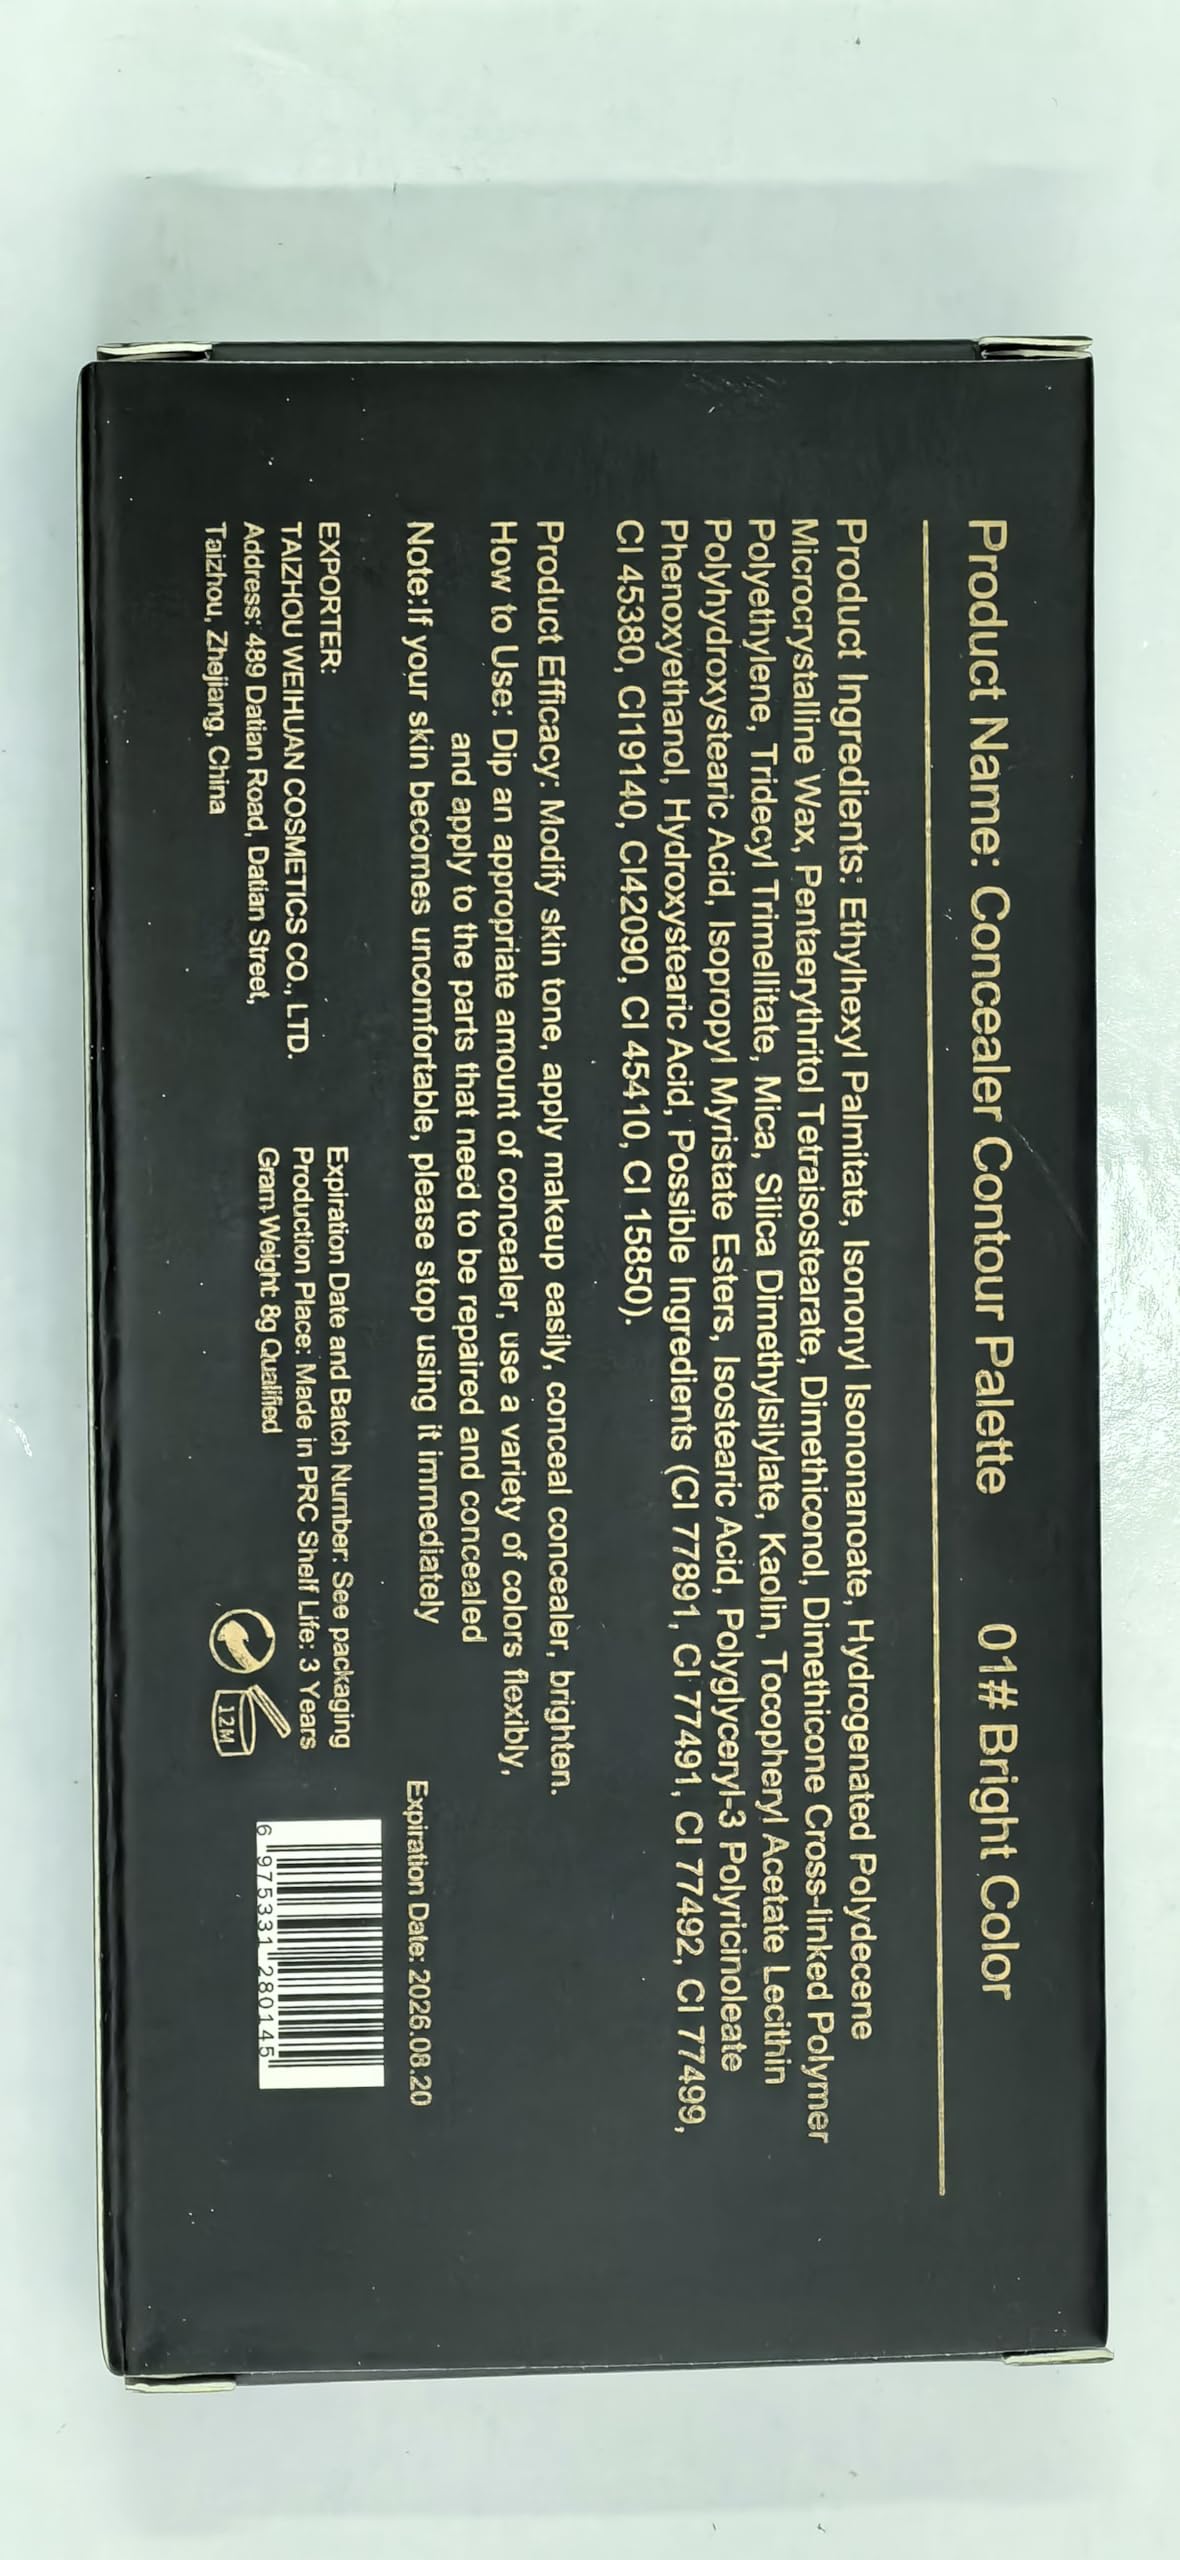 Product Name: Concealer Contour Palette 01# Bright Color
Product Ingredients: Ethylhexyl Palmitate, Isononyl Isononanoate, Hydrogenated Polydecene
Microcrystalline Wax, Pentaerythritol Tetraisostearate, Dimethiconol, Dimethicone Cross-linked Polymer
Polyethylene, Tridecyl Trimellitate, Mica, Silica Dimethylsilylate, Kaolin, Tocopheryl Acetate Lecithin
Polyhydroxystearic Acid, Isopropyl Myristate Esters, Isostearic Acid, Polyglyceryl-3 Polyricinoleate
Phenoxyethanol, Hydroxystearic Acid, Possible Ingredients (CI 77891, CI 77491, CI 77492, CI 77499,
CI 45380, CI19140, CI42090, CI 45410, CI 15850).
Product Efficacy: Modify skin tone, apply makeup easily, conceal concealer, brighten.
How to Use: Dip an appropriate amount of concealer, use a variety of colors flexibly,
and apply to the parts that need to be repaired and concealed
Note:If your skin becomes uncomfortable, please stop using it immediately
Expiration Date: 2026.08.20
EXPORTER:
TAIZHOU WEIHUAN COSMETICS CO., LTD.
Address: 489 Datian Road, Datian Street,
Taizhou, Zhejiang, China
Expiration Date and Batch Number: See packaging
Production Place: Made in PRC Shelf Life: 3 Years
Gram Weight: 8g Qualified
12M
6 975331 280145